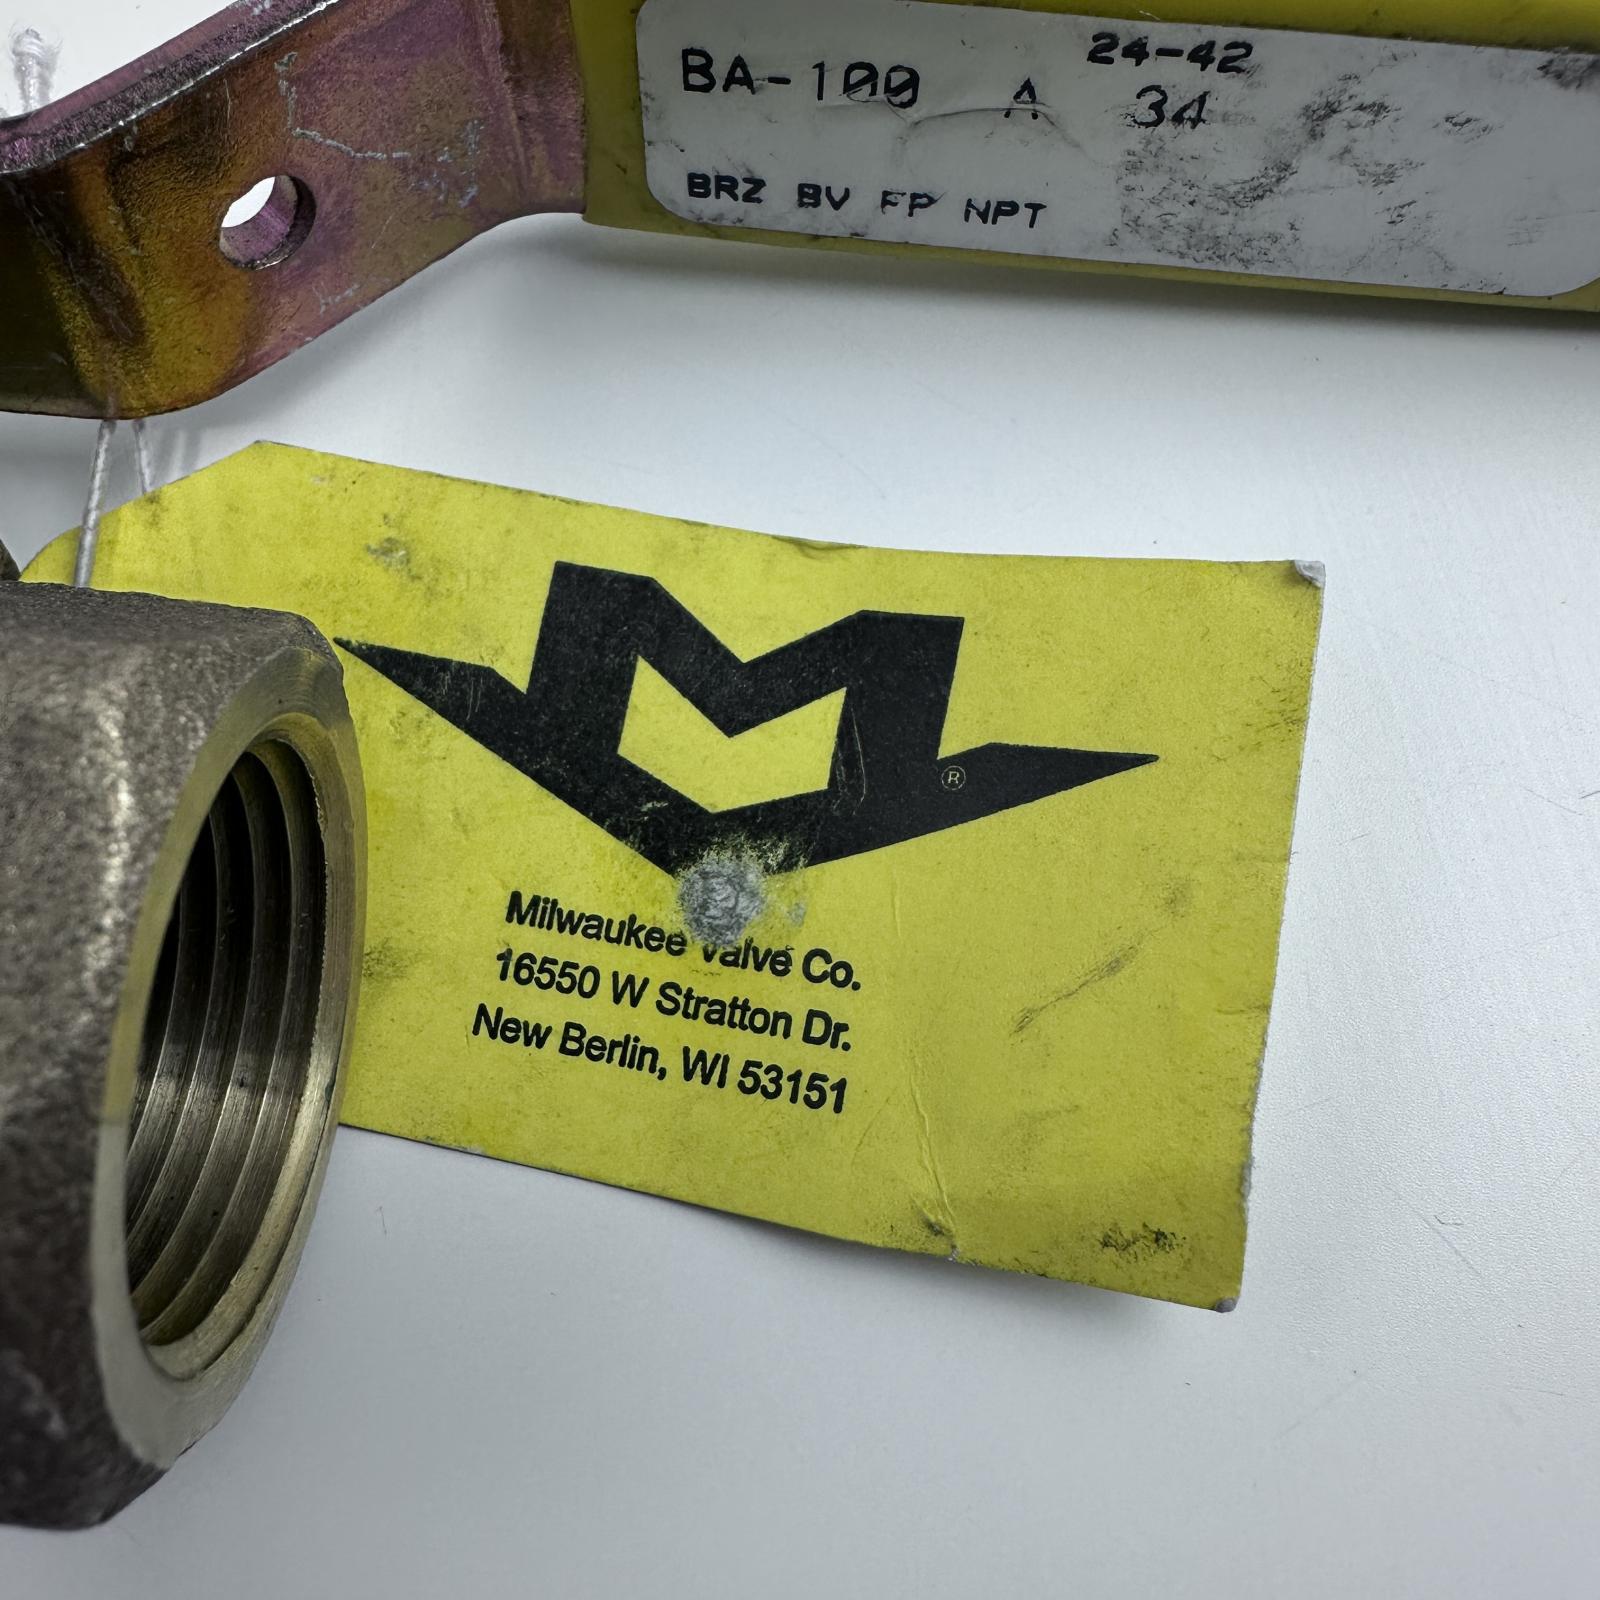 24-42
BA-100 A 34
BRZ BV FP NPT
M
®
Milwaukee Valve Co.
16550 W Stratton Dr.
New Berlin, WI 53151